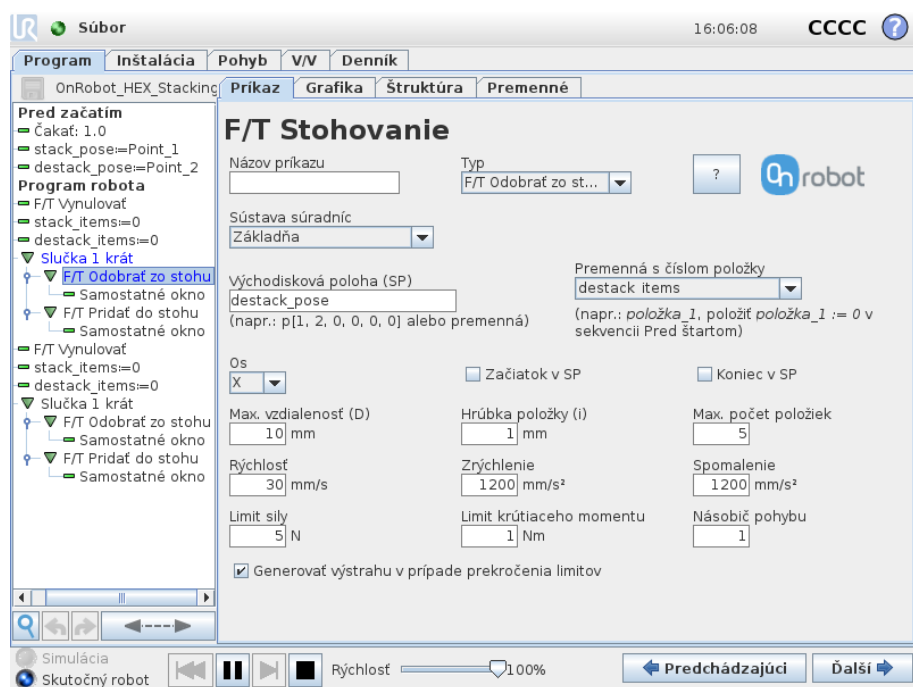 UR Súbor 16:06:08 CCCC ?
Program Inštalácia Pohyb V/V Denník
OnRobot_HEX_Stacking Príkaz Grafika Štruktúra Premenné
Pred začatím
Čakať: 1.0
stack_pose≔Point_1
destack_pose≔Point_2
Program robota
F/T Vynulovať
stack_items≔0
destack_items≔0
Slučka 1 krát
F/T Odobrať zo stohu
Samostatné okno
F/T Pridať do stohu
Samostatné okno
F/T Vynulovať
stack_items≔0
destack_items≔0
Slučka 1 krát
F/T Odobrať zo stohu
Samostatné okno
F/T Pridať do stohu
Samostatné okno
F/T Stohovanie
Názov príkazu Typ
F/T Odobrať zo st... ? On robot
Sústava súradníc
Základňa
Východisková poloha (SP) Premenná s číslom položky
destack_pose destack items
(napr.: p[1, 2, 0, 0, 0, 0] alebo premenná) (napr.: položka_1, položiť položka_1 := 0 v
sekvencii Pred štartom)
Os
X Začiatok v SP Koniec v SP
Max. vzdialenosť (D) Hrúbka položky (i) Max. počet položiek
10 mm 1 mm 5
Rýchlosť Zrýchlenie Spomalenie
30 mm/s 1200 mm/s² 1200 mm/s²
Limit sily Limit krútiaceho momentu Násobič pohybu
5 N 1 Nm 1
Generovať výstrahu v prípade prekročenia limitov
Simulácia
Skutočný robot Rýchlosť 100% Predchádzajúci Ďalší